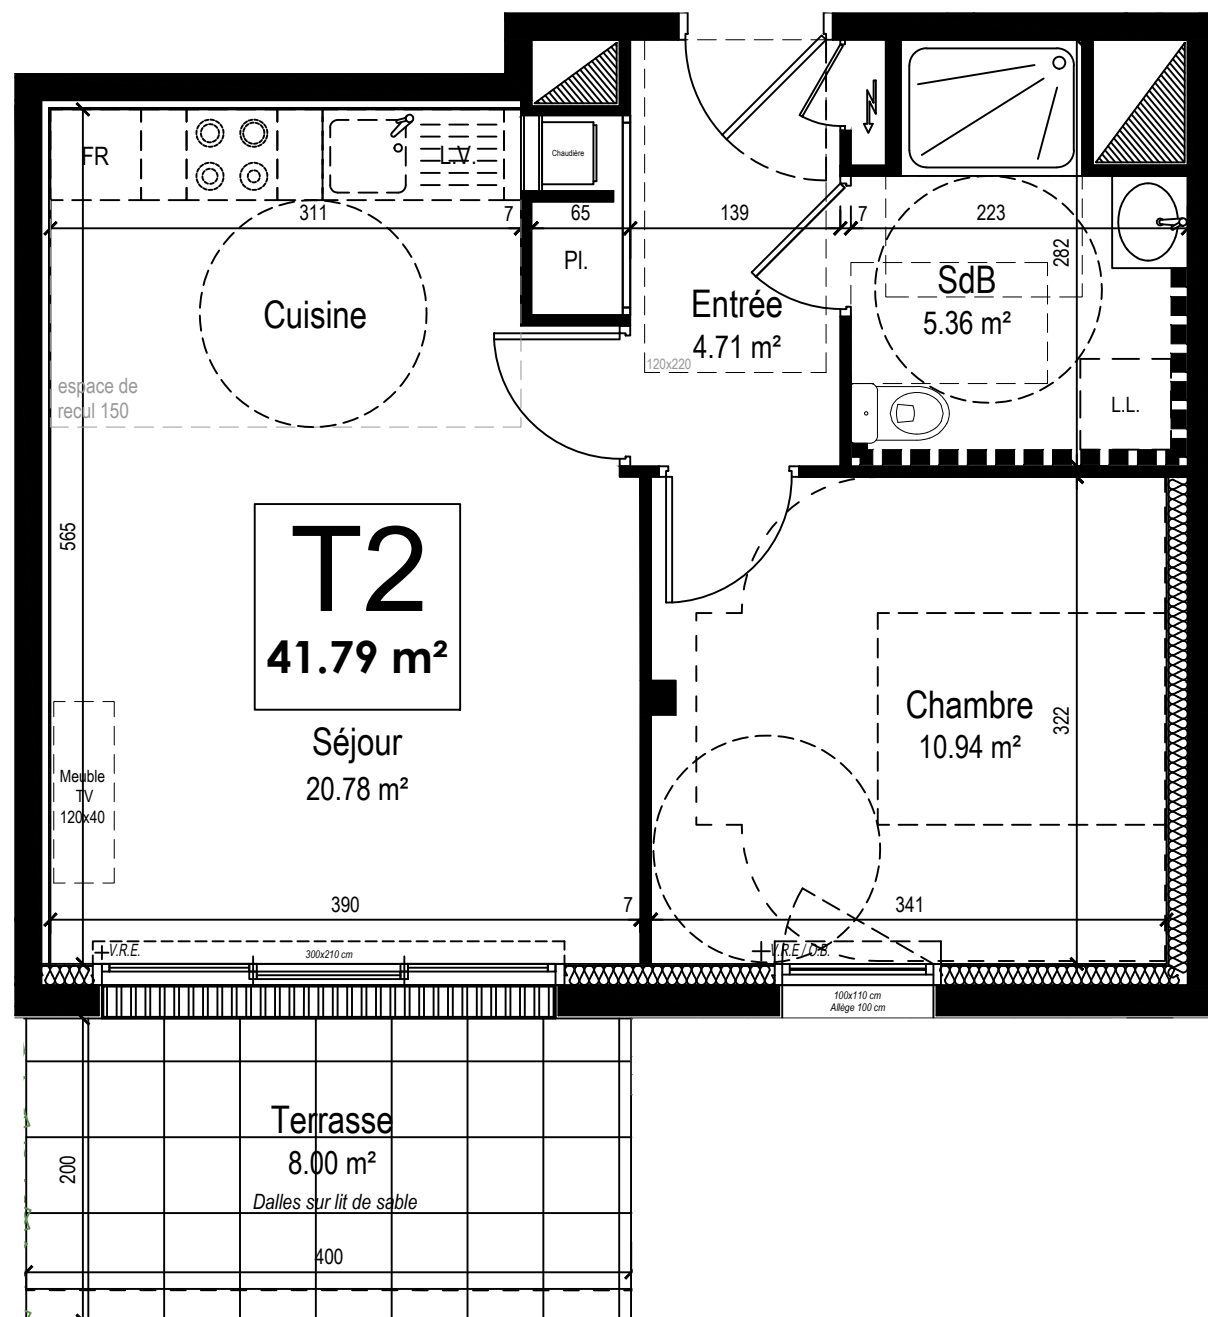 FR
L.V.
Chaudière
311
7
65
139
7
223
282
Pl.
Cuisine
Entrée
4.71 m²
120x220
SdB
5.36 m²
espace de
recul 150
L.L.
565
T2
41.79 m²
Séjour
20.78 m²
Chambre
10.94 m²
322
Meuble
TV
120x40
390
7
341
V.R.E.
300x210 cm
V.R.E / O.B.
100x110 cm
Allège 100 cm
Terrasse
8.00 m²
Dalles sur lit de sable
200
400